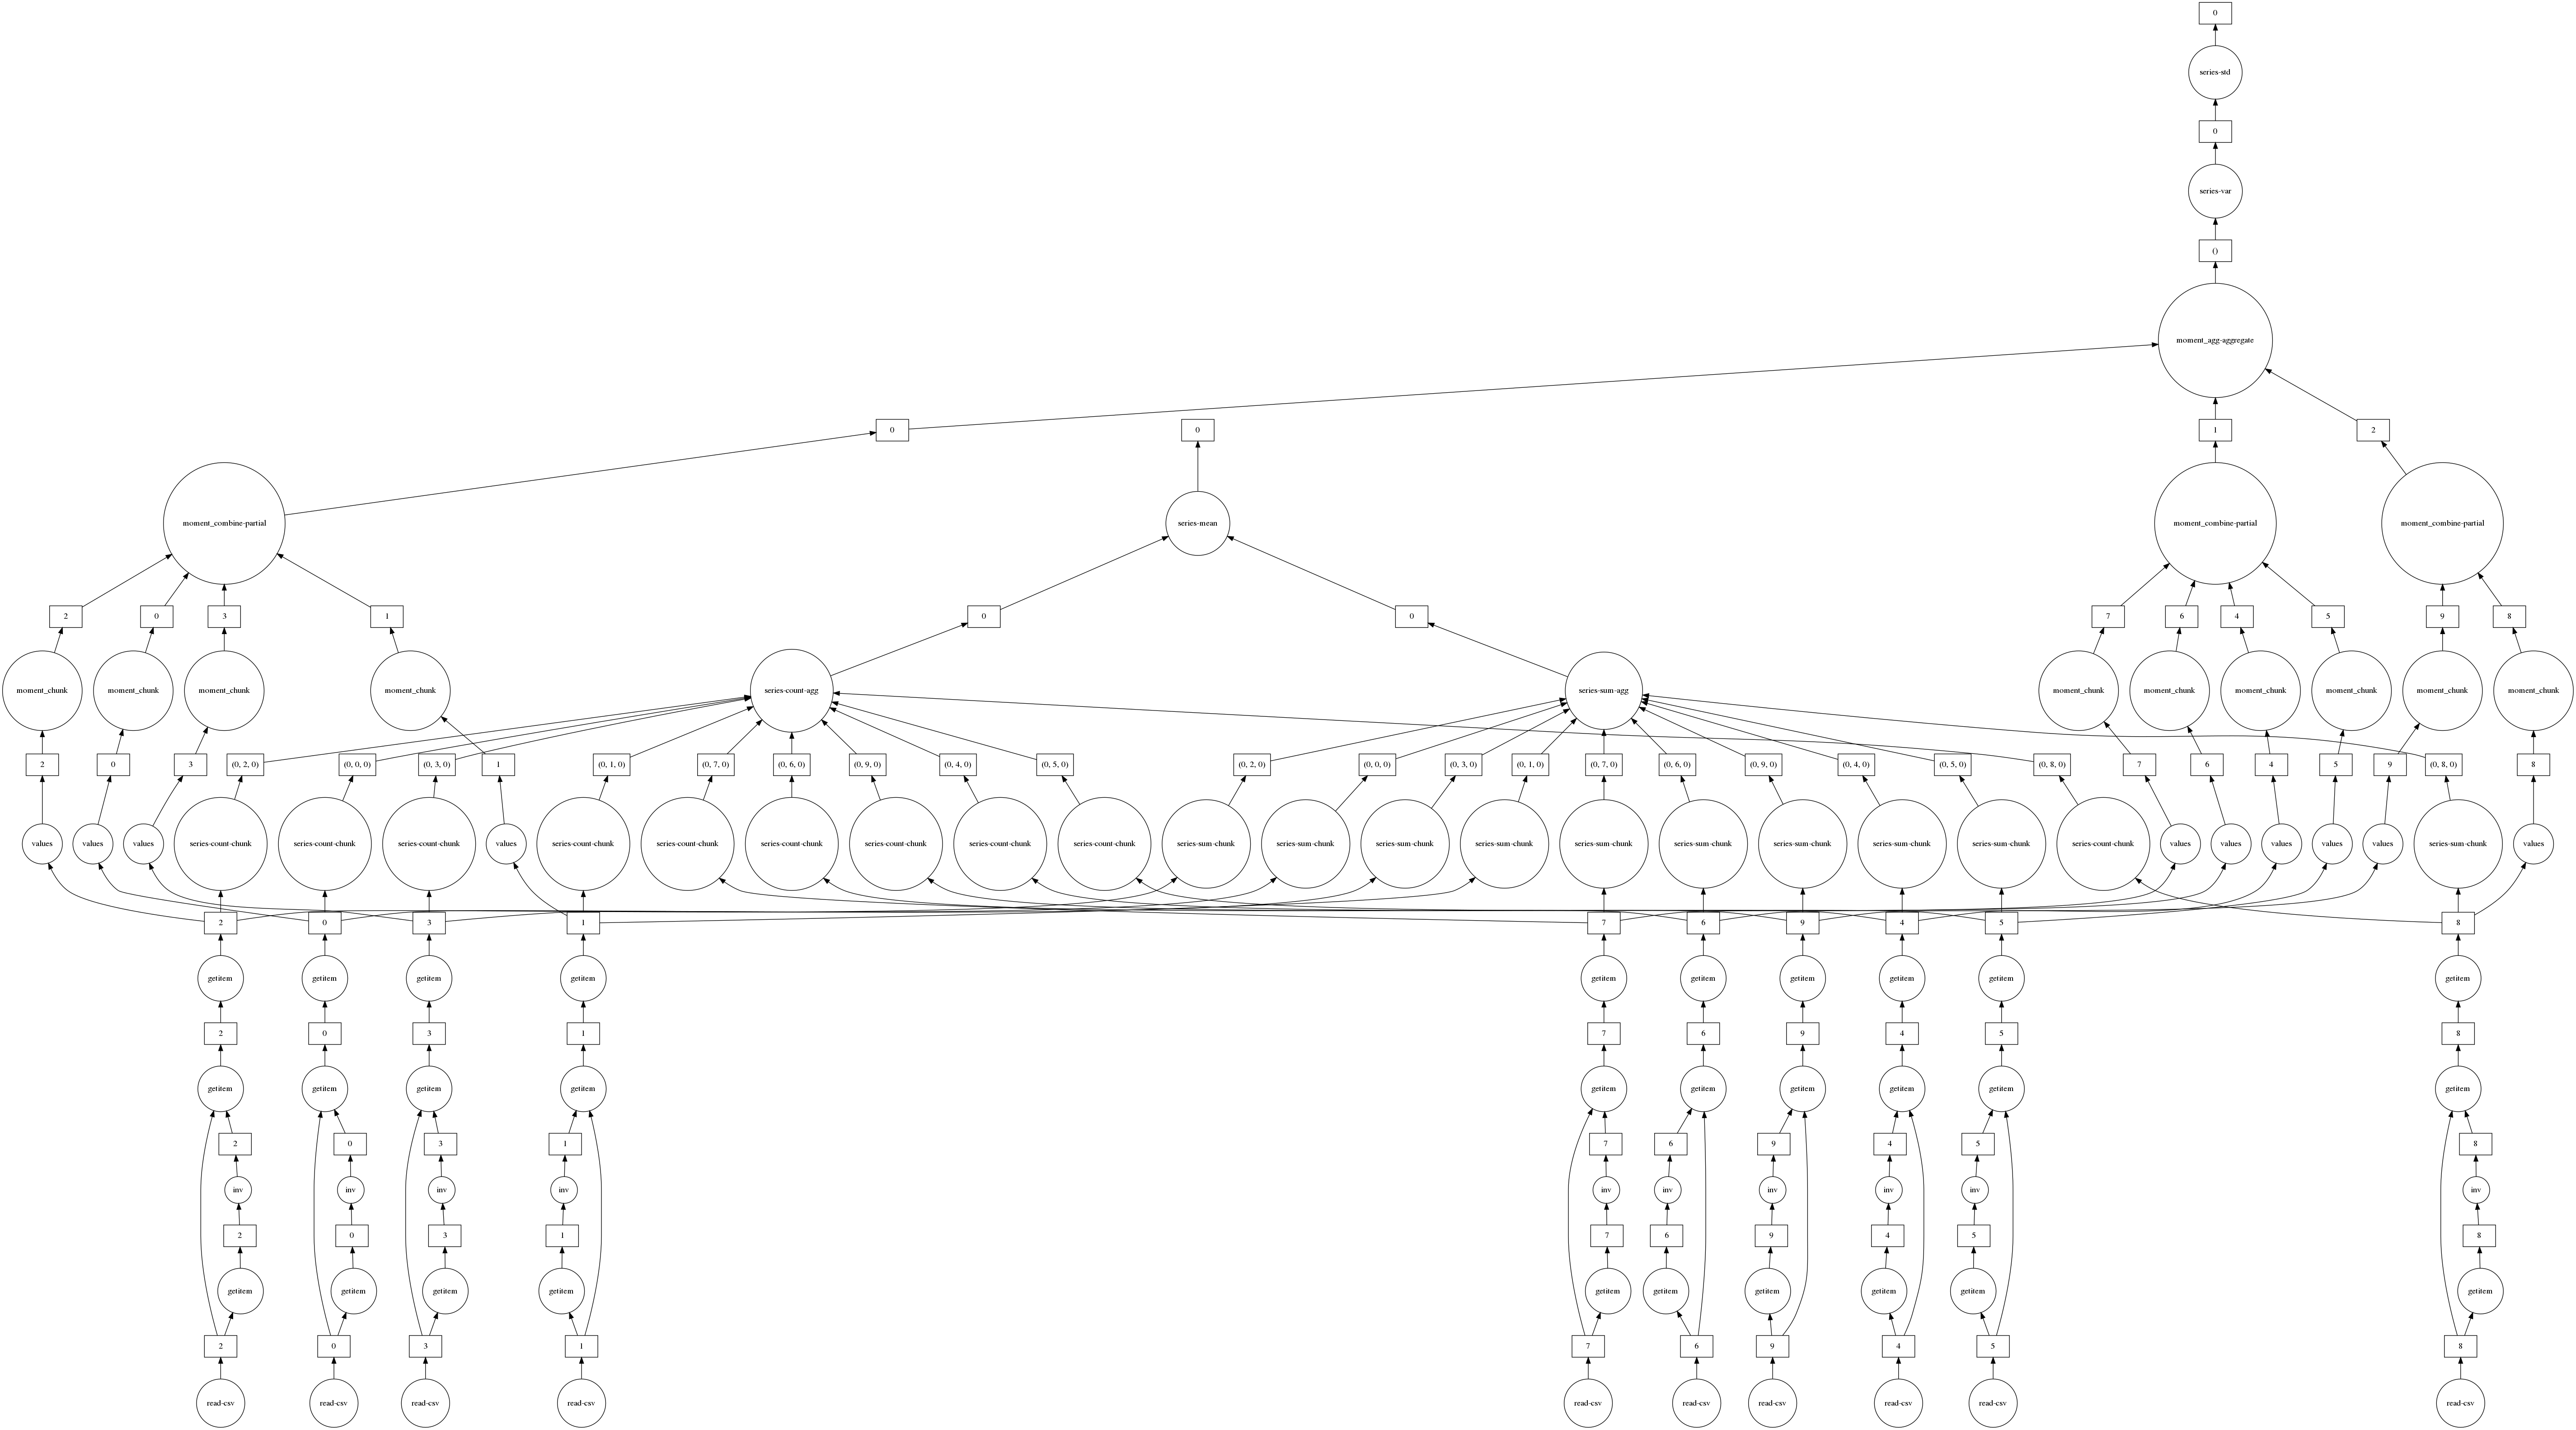 0
series-std
0
series-var
()
moment_agg-aggregate
0 0 1 2
moment_combine-partial series-mean moment_combine-partial moment_combine-partial
2 0 3 1 0 0 7 6 4 5 9 8
moment_chunk moment_chunk moment_chunk moment_chunk series-count-agg series-sum-agg moment_chunk moment_chunk moment_chunk moment_chunk moment_chunk moment_chunk
2 0 3 (0, 2, 0) (0, 0, 0) (0, 3, 0) 1 (0, 1, 0) (0, 7, 0) (0, 6, 0) (0, 9, 0) (0, 4, 0) (0, 5, 0) (0, 2, 0) (0, 0, 0) (0, 3, 0) (0, 1, 0) (0, 7, 0) (0, 6, 0) (0, 9, 0) (0, 4, 0) (0, 5, 0) (0, 8, 0) 7 6 4 5 9 (0, 8, 0) 8
values values values series-count-chunk series-count-chunk series-count-chunk values series-count-chunk series-count-chunk series-count-chunk series-count-chunk series-count-chunk series-count-chunk series-sum-chunk series-sum-chunk series-sum-chunk series-sum-chunk series-sum-chunk series-sum-chunk series-sum-chunk series-sum-chunk series-sum-chunk series-count-chunk values values values values values series-sum-chunk values
2 0 3 1 7 6 9 4 5 8
getitem getitem getitem getitem getitem getitem getitem getitem getitem getitem
2 0 3 1 7 6 9 4 5 8
getitem getitem getitem getitem getitem getitem getitem getitem getitem getitem
2 0 3 1 7 6 9 4 5 8
inv inv inv inv inv inv inv inv inv inv
2 0 3 1 7 6 9 4 5 8
getitem getitem getitem getitem getitem getitem getitem getitem getitem getitem
2 0 3 1 7 6 9 4 5 8
read-csv read-csv read-csv read-csv read-csv read-csv read-csv read-csv read-csv read-csv